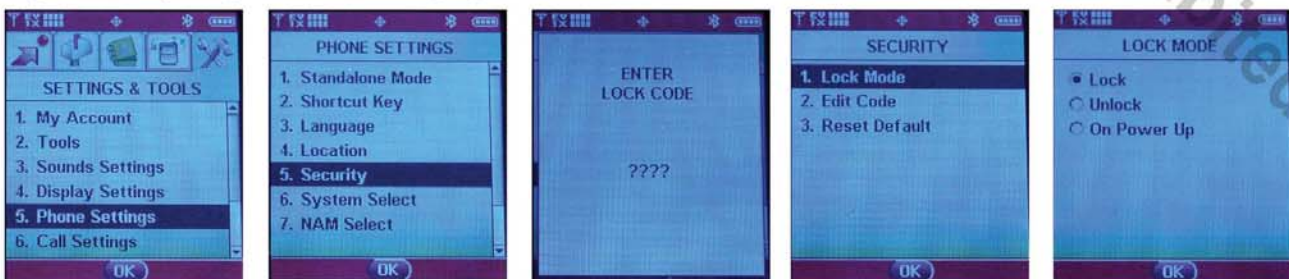 SETTINGS & TOOLS
1. My Account
2. Tools
3. Sounds Settings
4. Display Settings
5. Phone Settings
6. Call Settings
OK
PHONE SETTINGS
1. Standalone Mode
2. Shortcut Key
3. Language
4. Location
5. Security
6. System Select
7. NAM Select
OK
ENTER
LOCK CODE
????
SECURITY
1. Lock Mode
2. Edit Code
3. Reset Default
OK
LOCK MODE
Lock
Unlock
On Power Up
OK